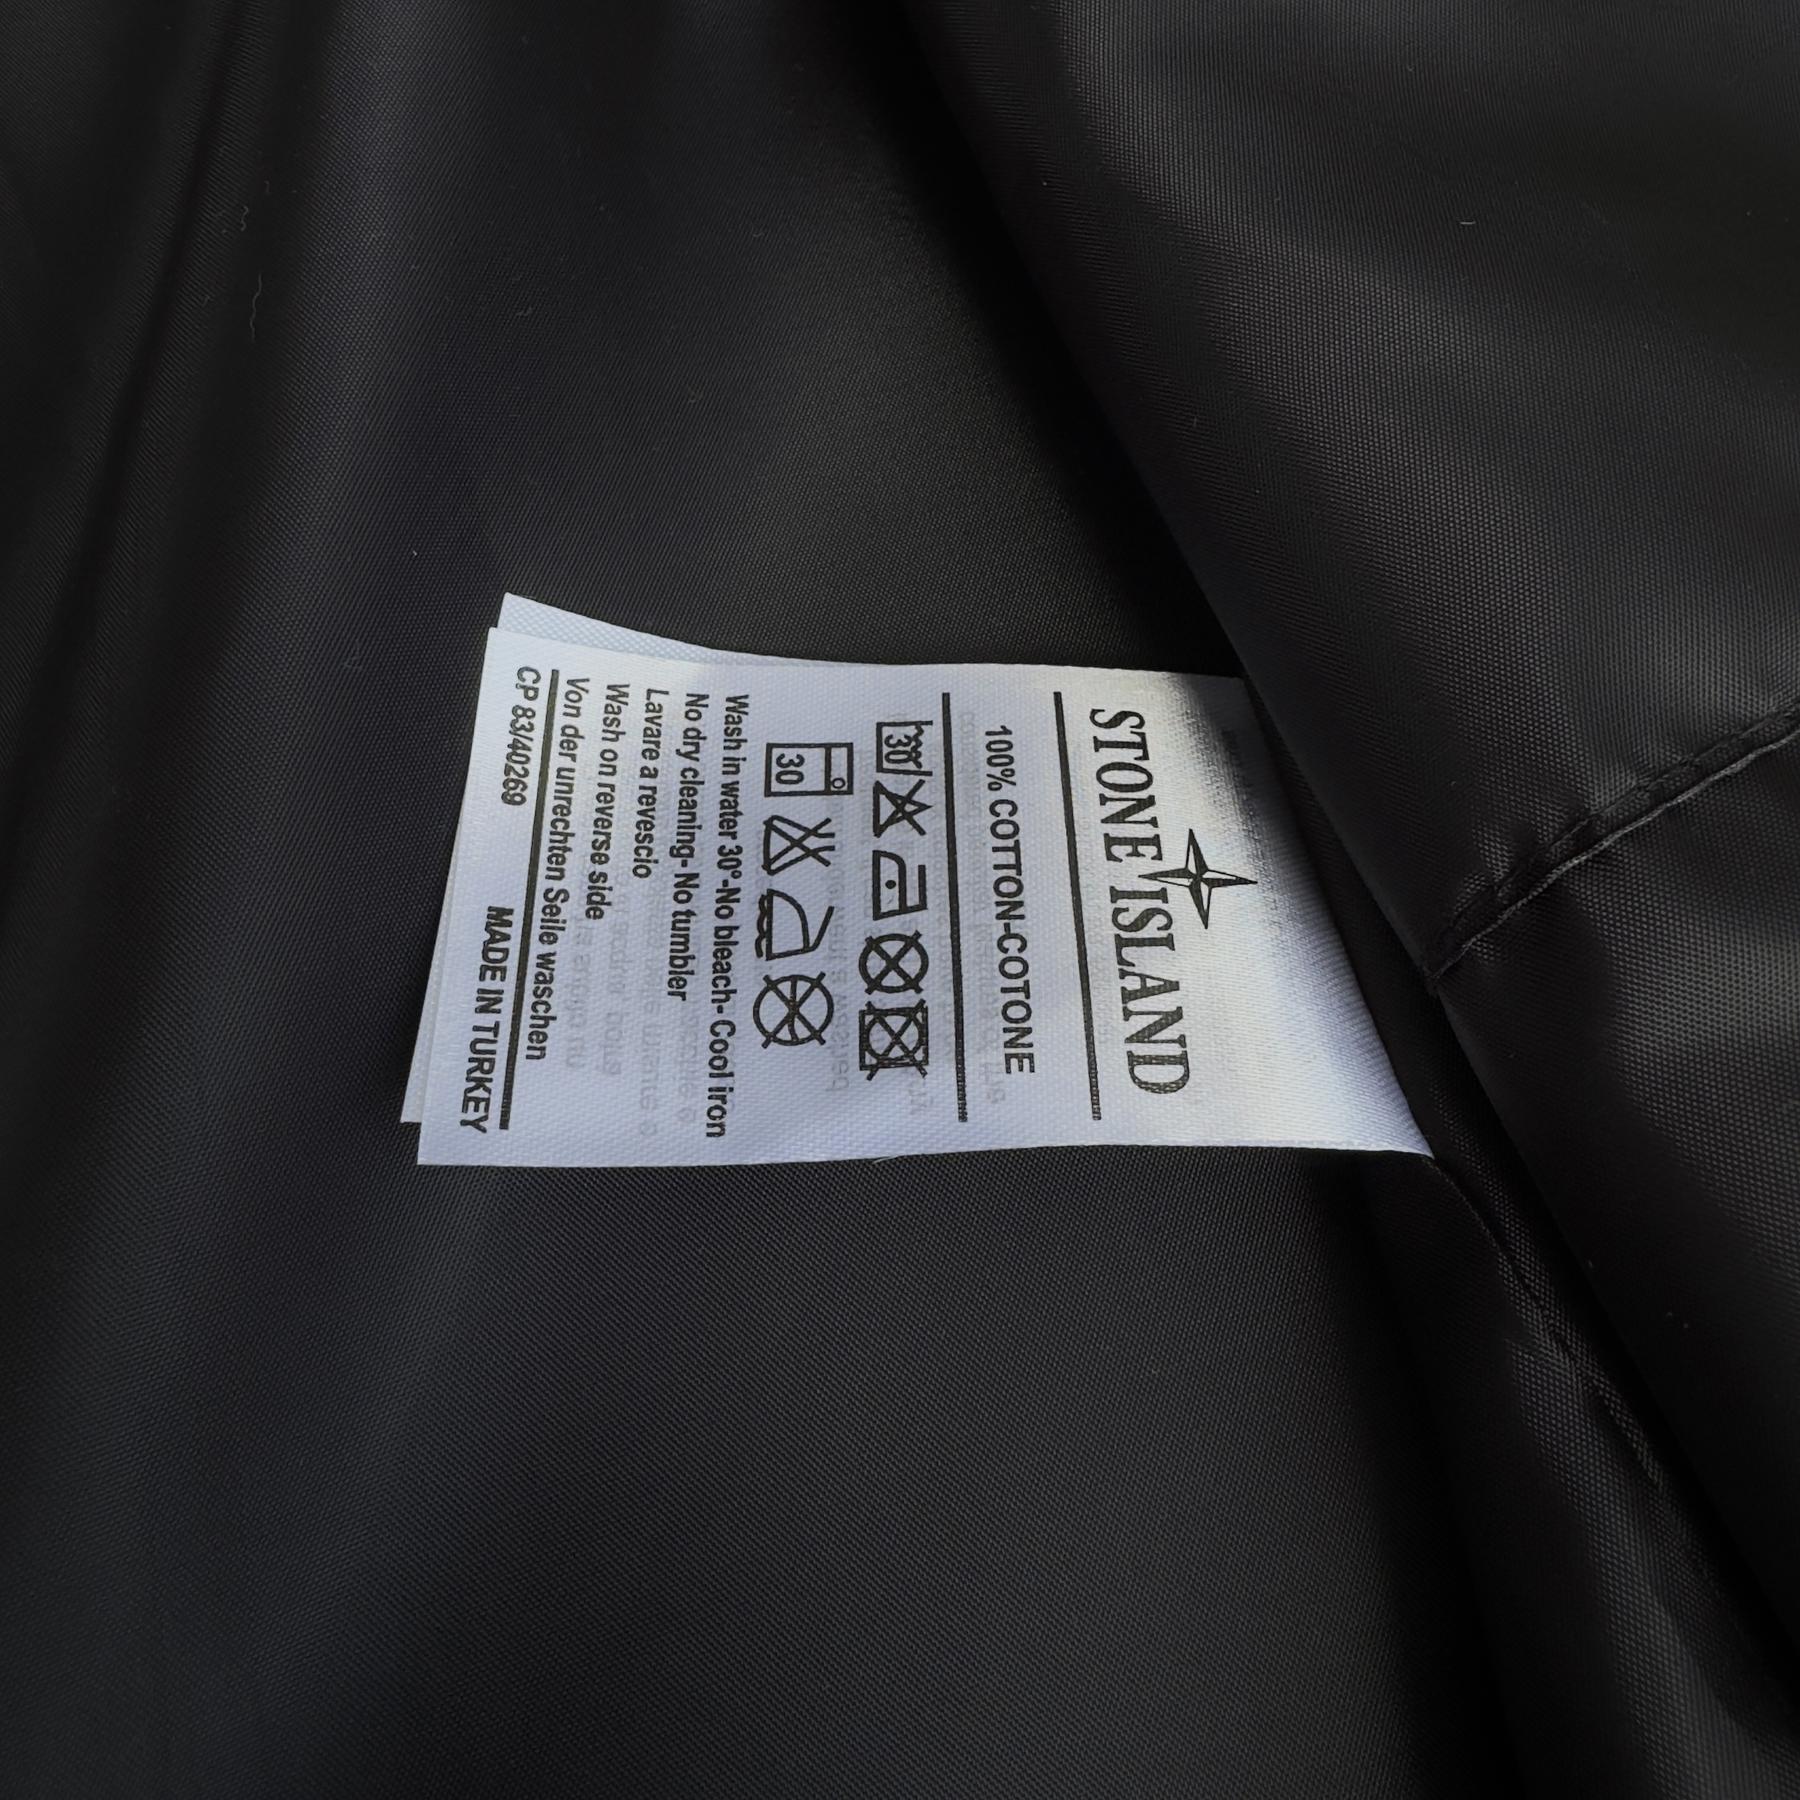 STONE ISLAND
100% COTTON-COTONE
30
30
Wash in water 30°-No bleach- Cool iron
No dry cleaning- No tumbler
Lavare a revescio
Wash on reverse side
Von der unrechten Seile waschen
CP 83/40269
MADE IN TURKEY